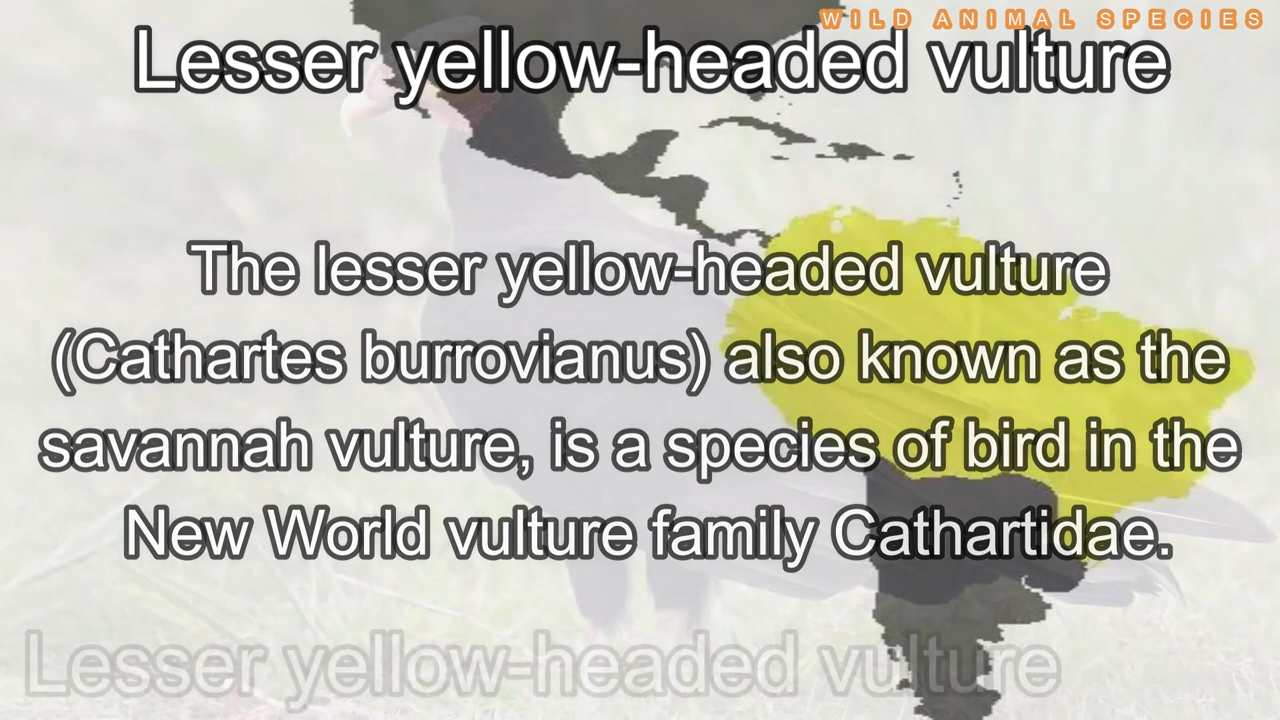 WILD ANIMAL SPECIES
Lesser yellow-headed vulture
The lesser yellow-headed vulture
(Cathartes burrovianus) also known as the
savannah vulture, is a species of bird in the
New World vulture family Cathartidae.
Lesser yellow-headed vulture